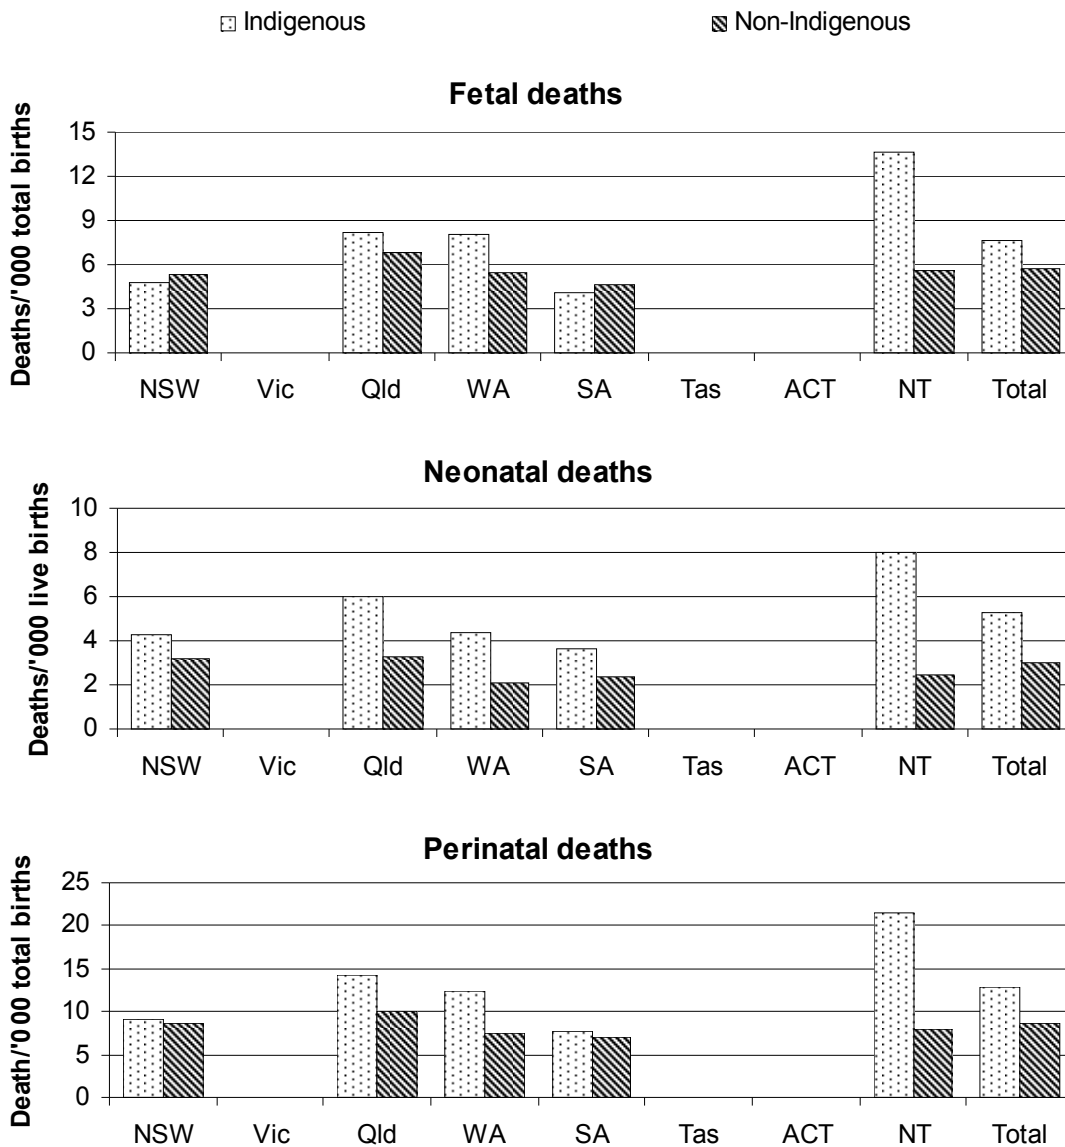 Indigenous Non-Indigenous
Fetal deaths
Deaths/'000 total births
15
12
9
6
3
0
NSW Vic Qld WA SA Tas ACT NT Total
Neonatal deaths
Deaths/'000 live births
10
8
6
4
2
0
NSW Vic Qld WA SA Tas ACT NT Total
Perinatal deaths
Death/'000 total births
25
20
15
10
5
0
NSW Vic Qld WA SA Tas ACT NT Total